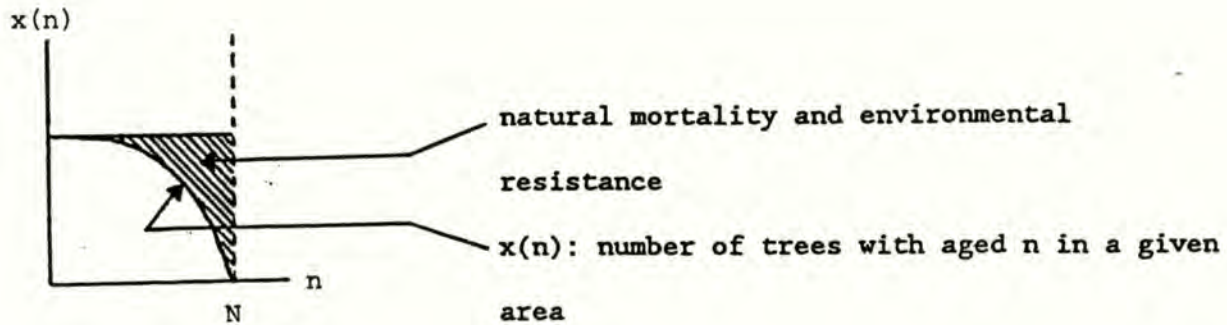 x(n)
natural mortality and environmental
resistance
x(n): number of trees with aged n in a given
area
n
N